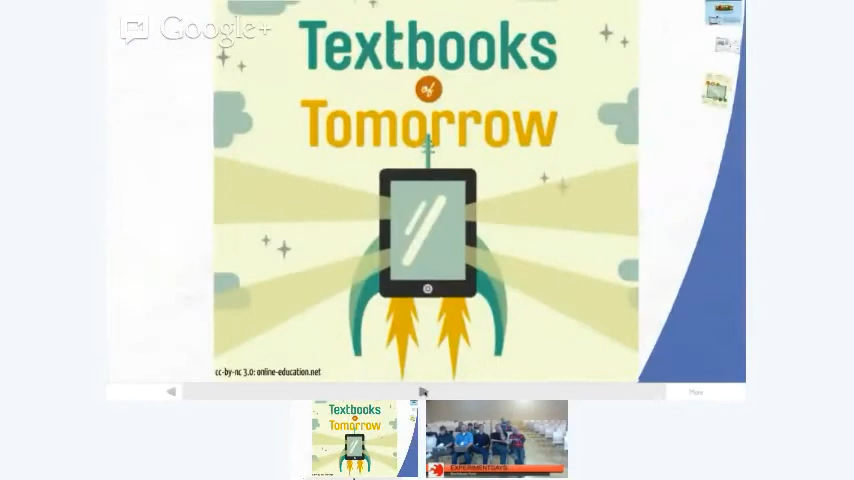 Google+
Textbooks
of
Tomorrow
cc-by-nc 3.0: online-education.net
More
Textbooks
of
Tomorrow
EXPERIMENTDAYS